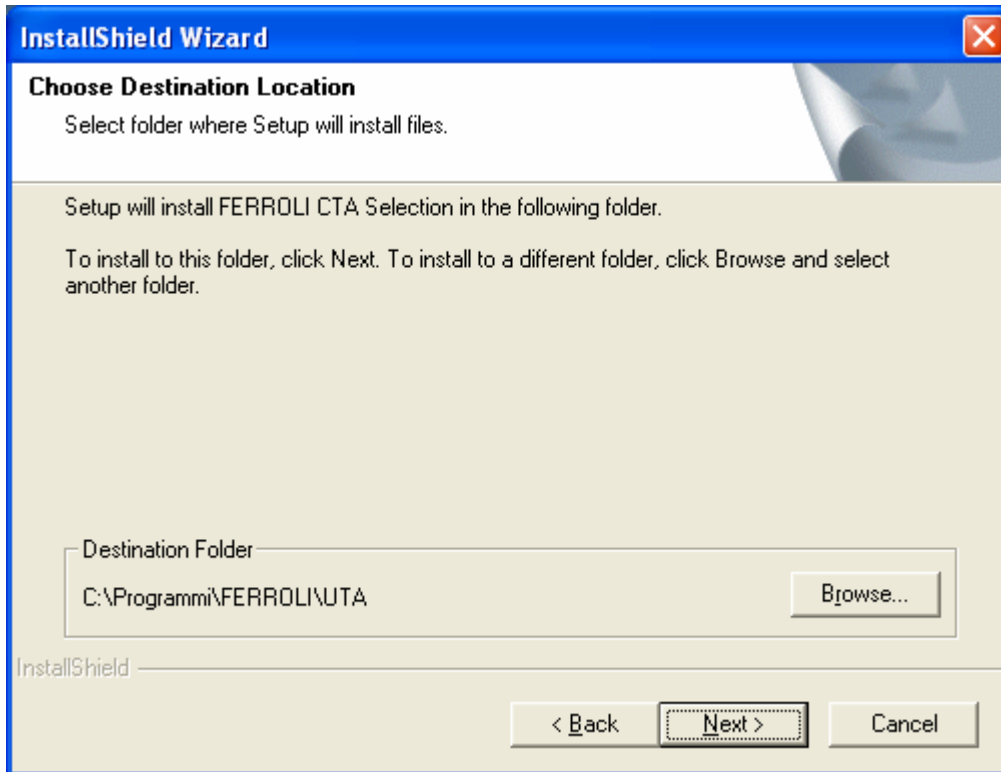 InstallShield Wizard
Choose Destination Location
Select folder where Setup will install files.
Setup will install FERROLI CTA Selection in the following folder.
To install to this folder, click Next. To install to a different folder, click Browse and select
another folder.
Destination Folder
C:\Programmi\FERROLI\UTA
Browse...
InstallShield
< Back
Next >
Cancel